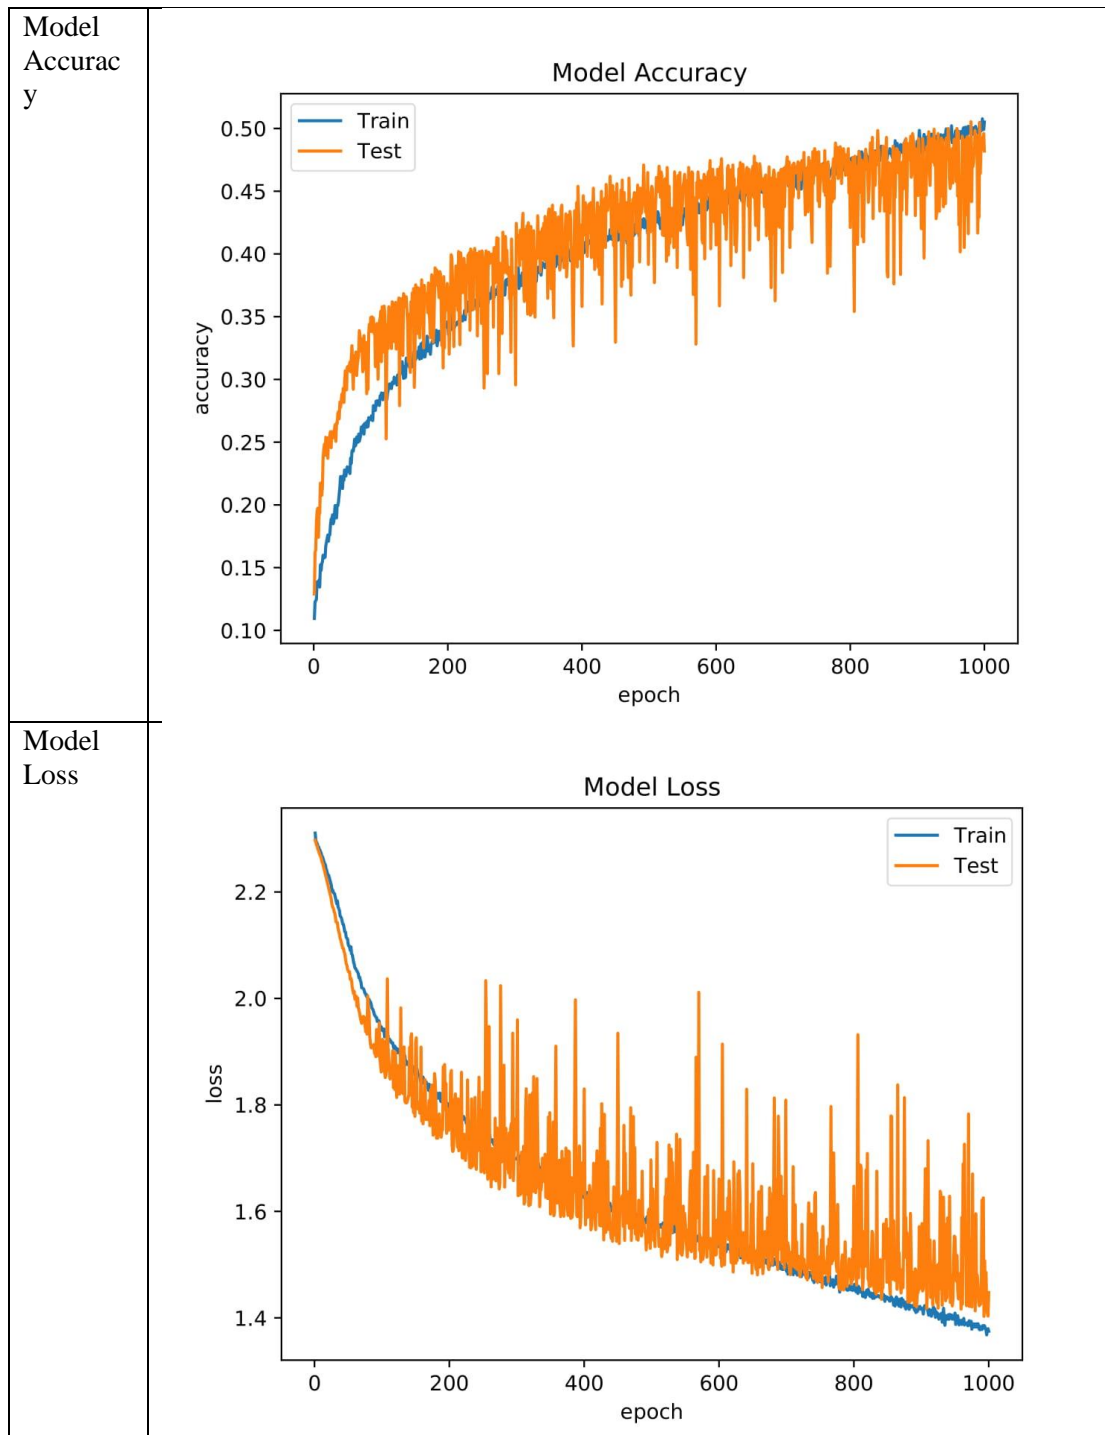 Model
Accurac
y
Model Accuracy
Train
Test
0.50
0.45
0.40
0.35
0.30
0.25
0.20
0.15
0.10
accuracy
0 200 400 600 800 1000
epoch
Model
Loss
Model Loss
Train
Test
2.2
2.0
1.8
1.6
1.4
loss
0 200 400 600 800 1000
epoch